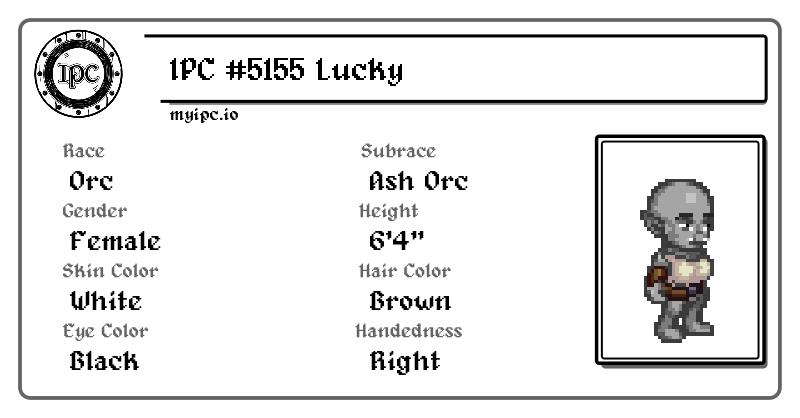 IPC
IPC #5155 Lucky
myipc.io
Race
Orc
Subrace
Ash Orc
Gender
Female
Height
6'4"
Skin Color
White
Hair Color
Brown
Eye Color
Black
Handedness
Right